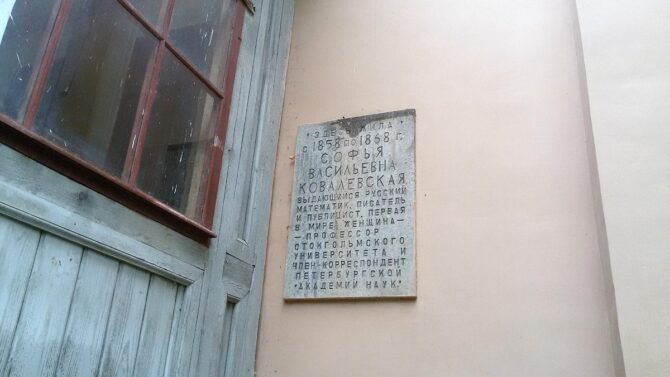 • ЗДЕСЬ ЖИЛА •
С 1858 ПО 1868 Г.
СОФЬЯ
ВАСИЛЬЕВНА
КОВАЛЕВСКАЯ
ВЫДАЮЩИЙСЯ РУССКИЙ
МАТЕМАТИК, ПИСАТЕЛЬ
И ПУБЛИЦИСТ, ПЕРВАЯ
В МИРЕ ЖЕНЩИНА—
—ПРОФЕССОР
СТОКГОЛЬМСКОГО
УНИВЕРСИТЕТА И
ЧЛЕН-КОРРЕСПОНДЕНТ
ПЕТЕРБУРГСКОЙ
•АКАДЕМИИ НАУК.•